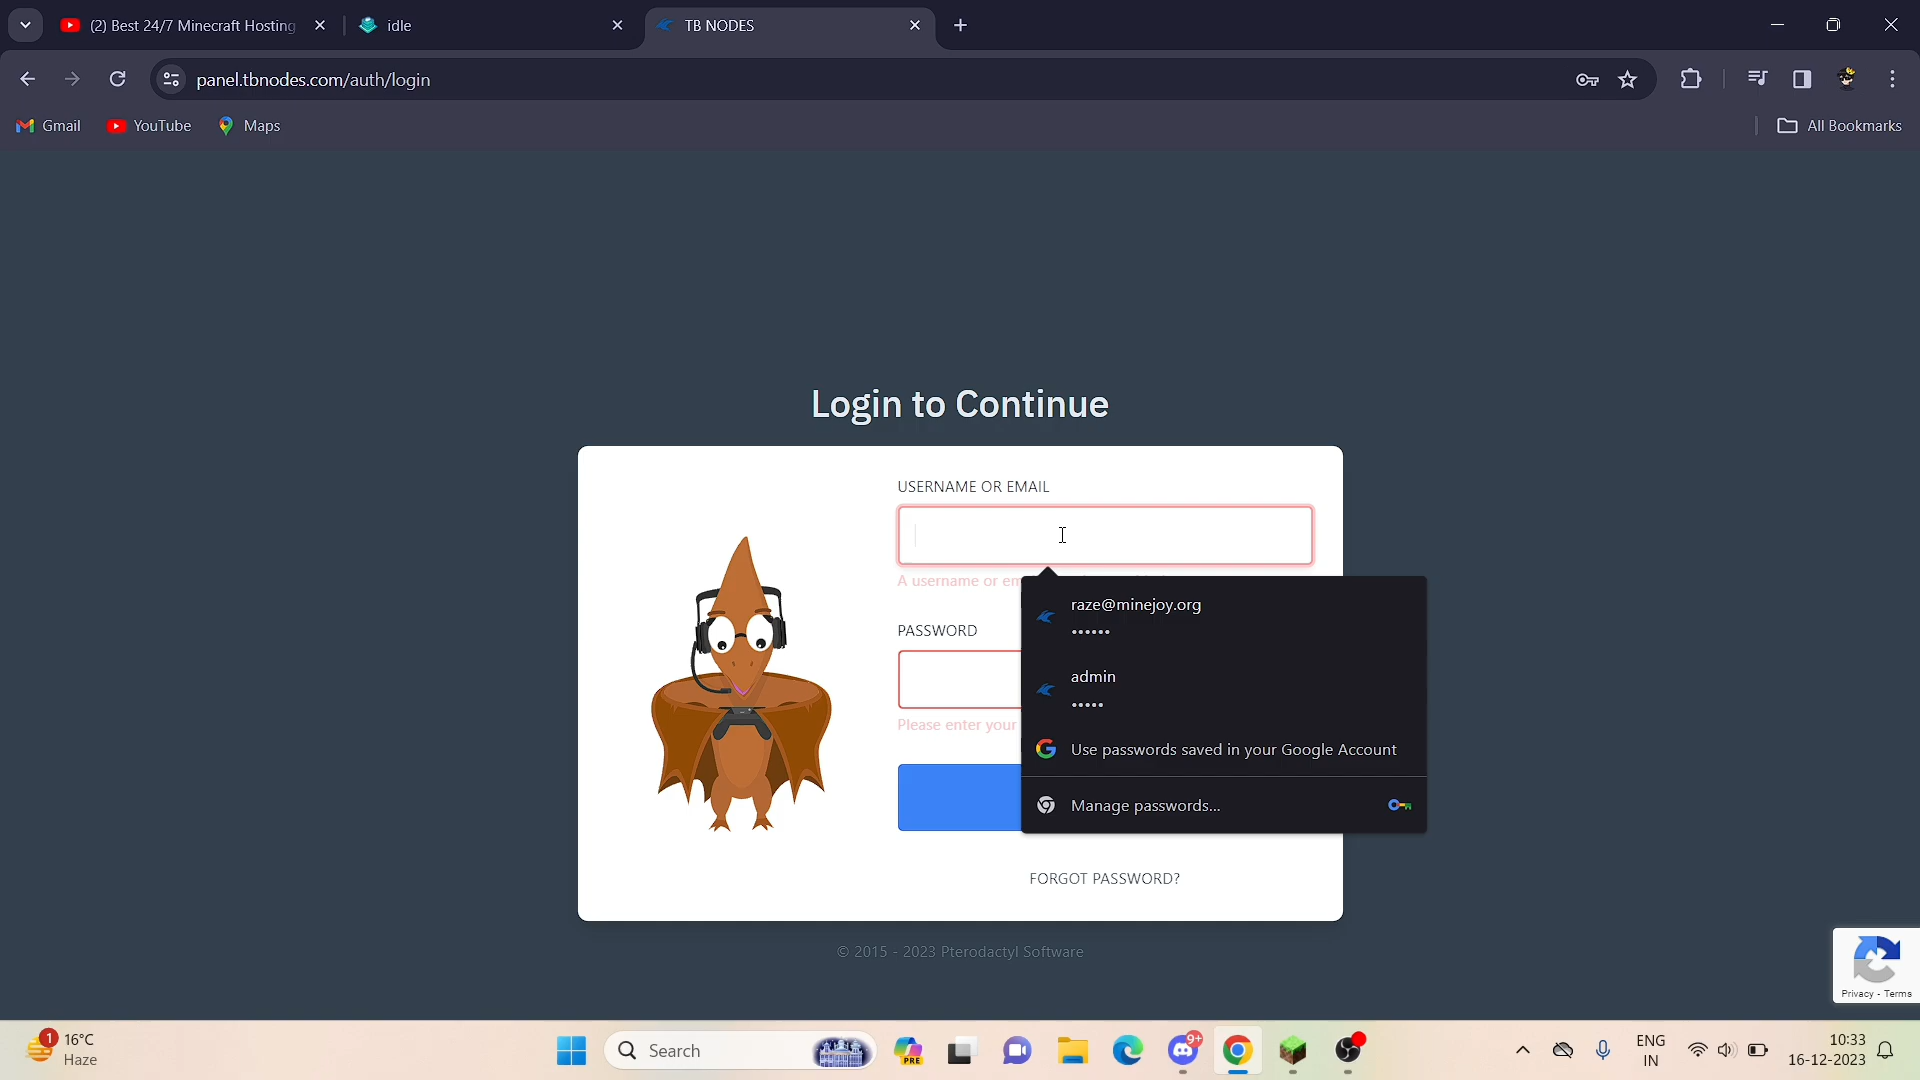 (2) Best 24/7 Minecraft Hosting
idle
TB NODES
panel.tbnodes.com/auth/login
Gmail
YouTube
Maps
All Bookmarks
Login to Continue
USERNAME OR EMAIL
A username or em
raze@minejoy.org
••••••
PASSWORD
admin
•••••
Please enter your
Use passwords saved in your Google Account
Manage passwords...
FORGOT PASSWORD?
© 2015 - 2023 Pterodactyl Software
Privacy - Terms
1
16°C
Haze
Search
PRE
9+
ENG
IN
10:33
16-12-2023